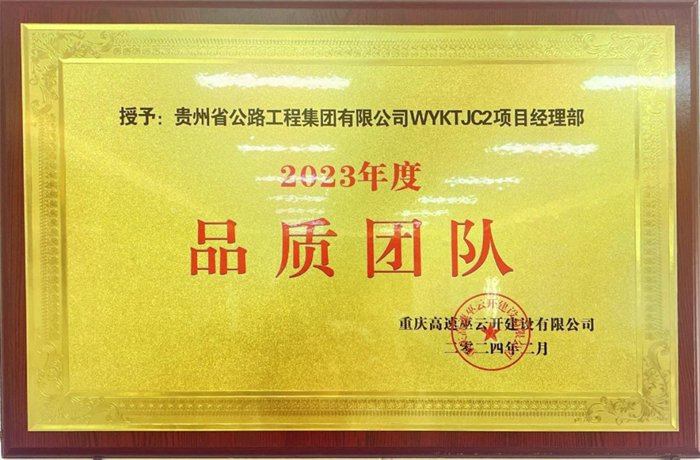 授予：贵州省公路工程集团有限公司WYKTJC2项目经理部
2023年度
品质团队
重庆高速巫云开建设有限公司
二零二四年二月